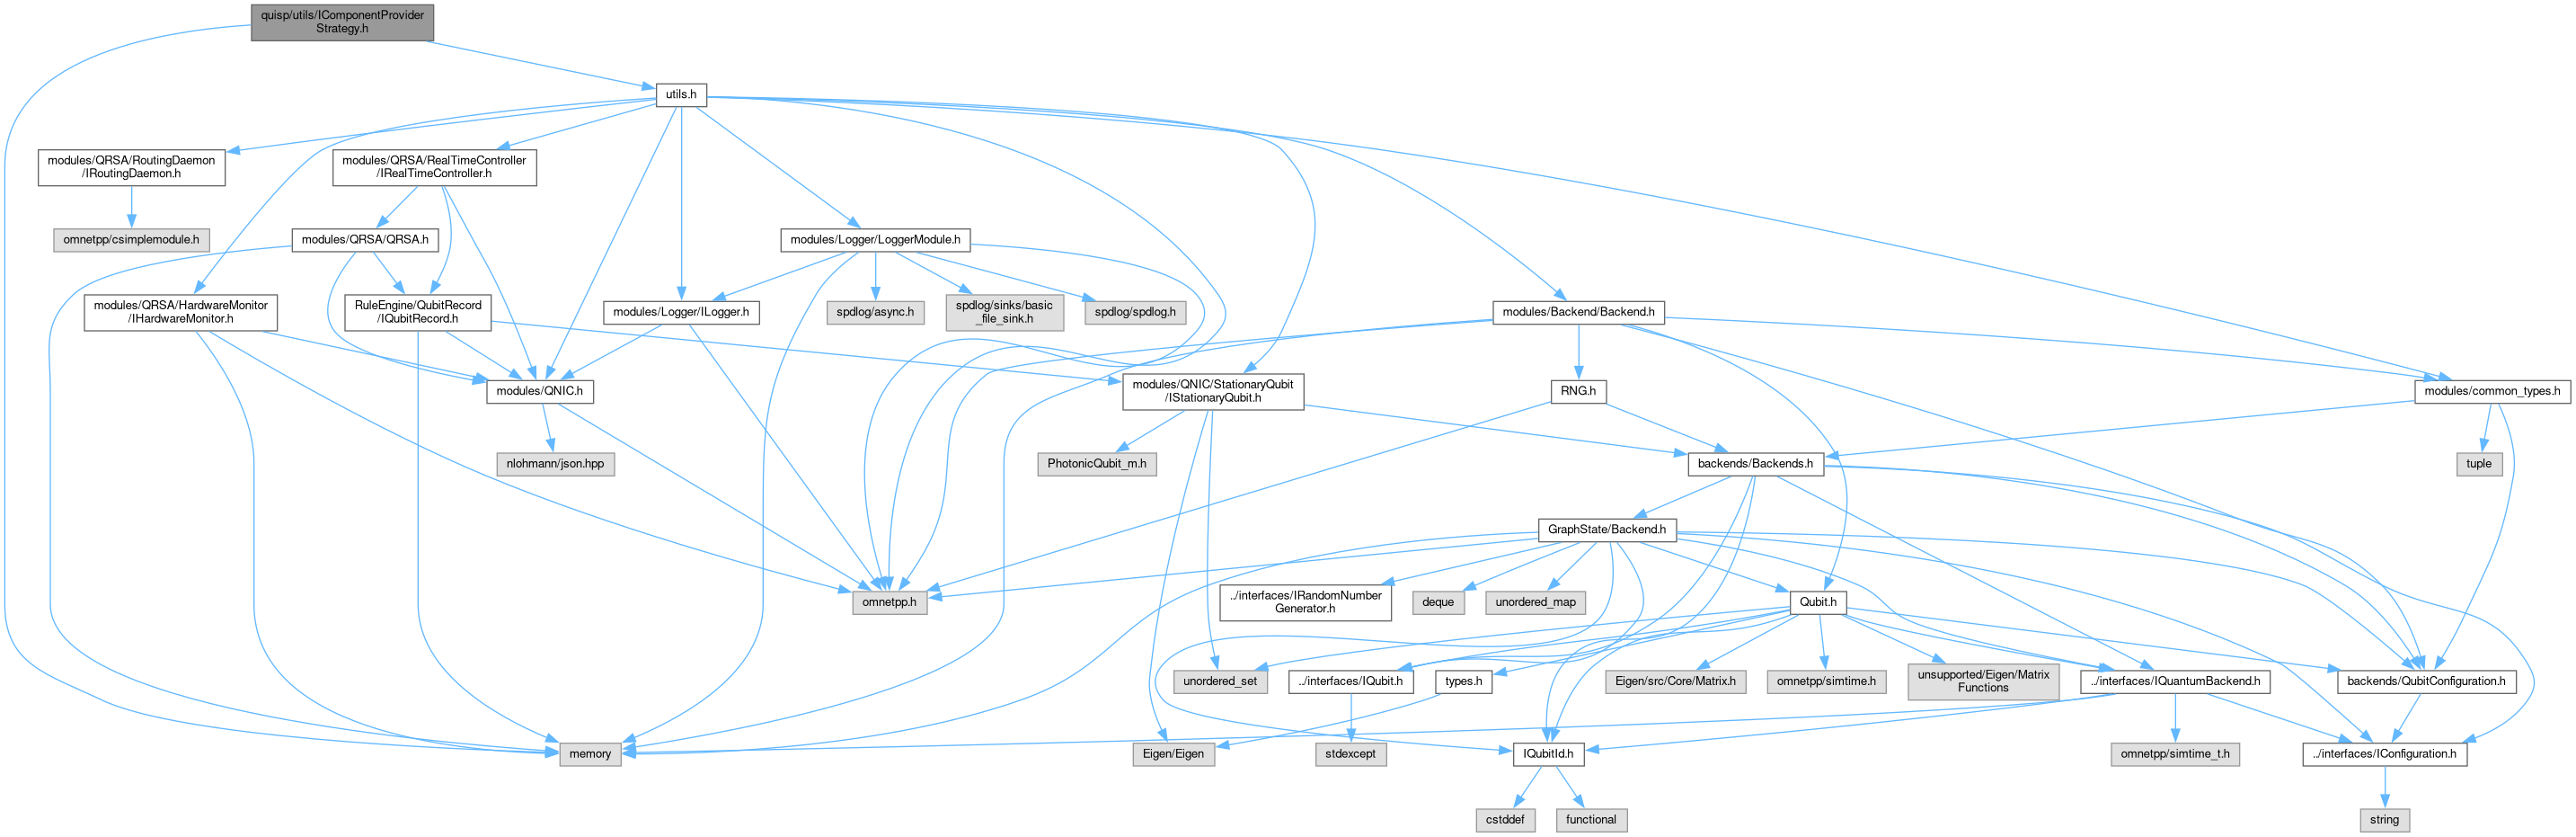 quisp/utils/IComponentProvider
Strategy.h
utils.h
modules/QRSA/RoutingDaemon
/IRoutingDaemon.h
modules/QRSA/RealTimeController
/IRealTimeController.h
omnetpp/csimplemodule.h
modules/QRSA/QRSA.h
modules/Logger/LoggerModule.h
modules/QRSA/HardwareMonitor
/IHardwareMonitor.h
RuleEngine/QubitRecord
/IQubitRecord.h
modules/Logger/ILogger.h
spdlog/async.h
spdlog/sinks/basic
_file_sink.h
spdlog/spdlog.h
modules/Backend/Backend.h
modules/QNIC.h
modules/QNIC/StationaryQubit
/IStationaryQubit.h
RNG.h
modules/common_types.h
nlohmann/json.hpp
PhotonicQubit_m.h
backends/Backends.h
tuple
GraphState/Backend.h
omnetpp.h
../interfaces/IRandomNumber
Generator.h
deque
unordered_map
Qubit.h
unordered_set
../interfaces/IQubit.h
types.h
Eigen/src/Core/Matrix.h
omnetpp/simtime.h
unsupported/Eigen/Matrix
Functions
../interfaces/IQuantumBackend.h
backends/QubitConfiguration.h
memory
Eigen/Eigen
stdexcept
IQubitId.h
omnetpp/simtime_t.h
../interfaces/IConfiguration.h
cstddef
functional
string